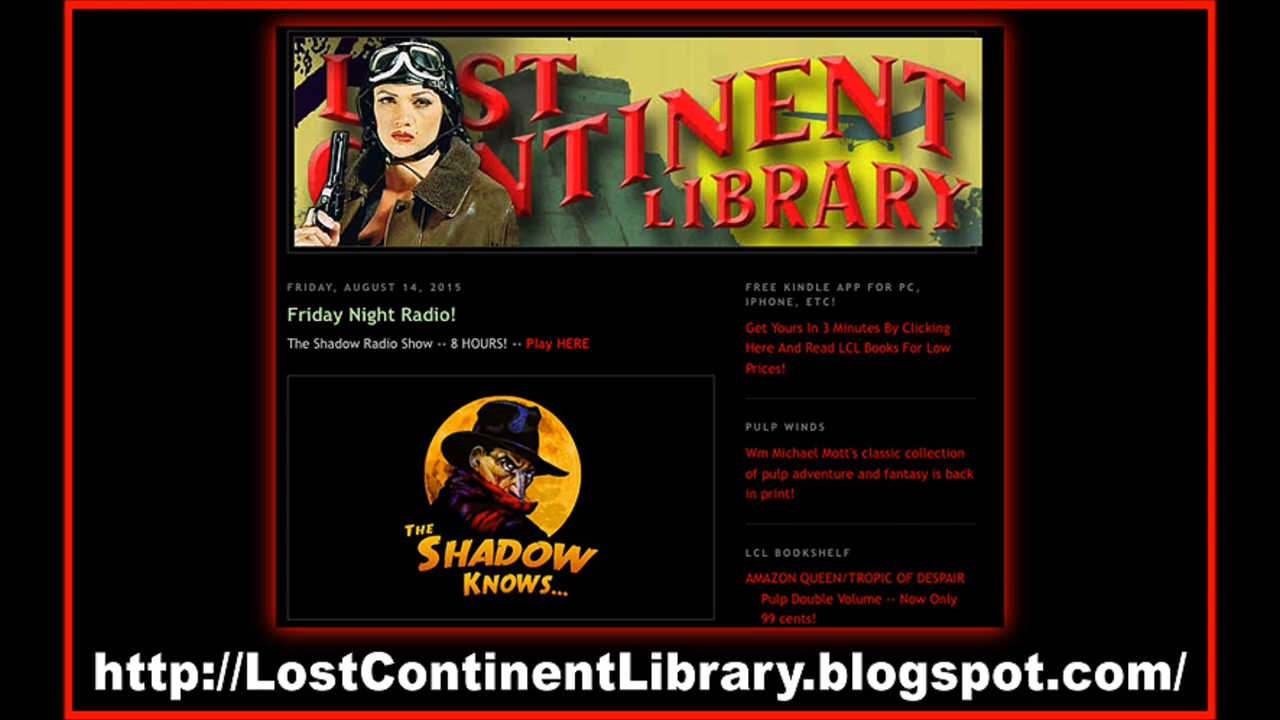 LOST
CONTINENT
LIBRARY
FRIDAY, AUGUST 14, 2015
Friday Night Radio!
The Shadow Radio Show -- 8 HOURS! -- Play HERE
THE
SHADOW
KNOWS...
FREE KINDLE APP FOR PC,
IPHONE, ETC!
Get Yours In 3 Minutes By Clicking
Here And Read LCL Books For Low
Prices!
PULP WINDS
Wm Michael Mott's classic collection
of pulp adventure and fantasy is back
in print!
LCL BOOKSHELF
AMAZON QUEEN/TROPIC OF DESPAIR
Pulp Double Volume -- Now Only
99 cents!
http://LostContinentLibrary.blogspot.com/